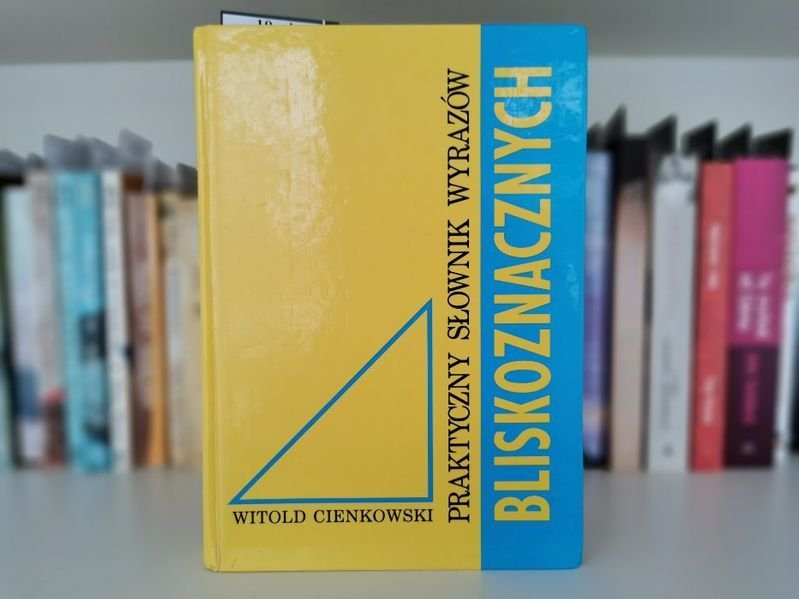 PRAKTYCZNY SŁOWNIK WYRAZÓW
BLISKOZNACZNYCH
WITOLD CIENKOWSKI